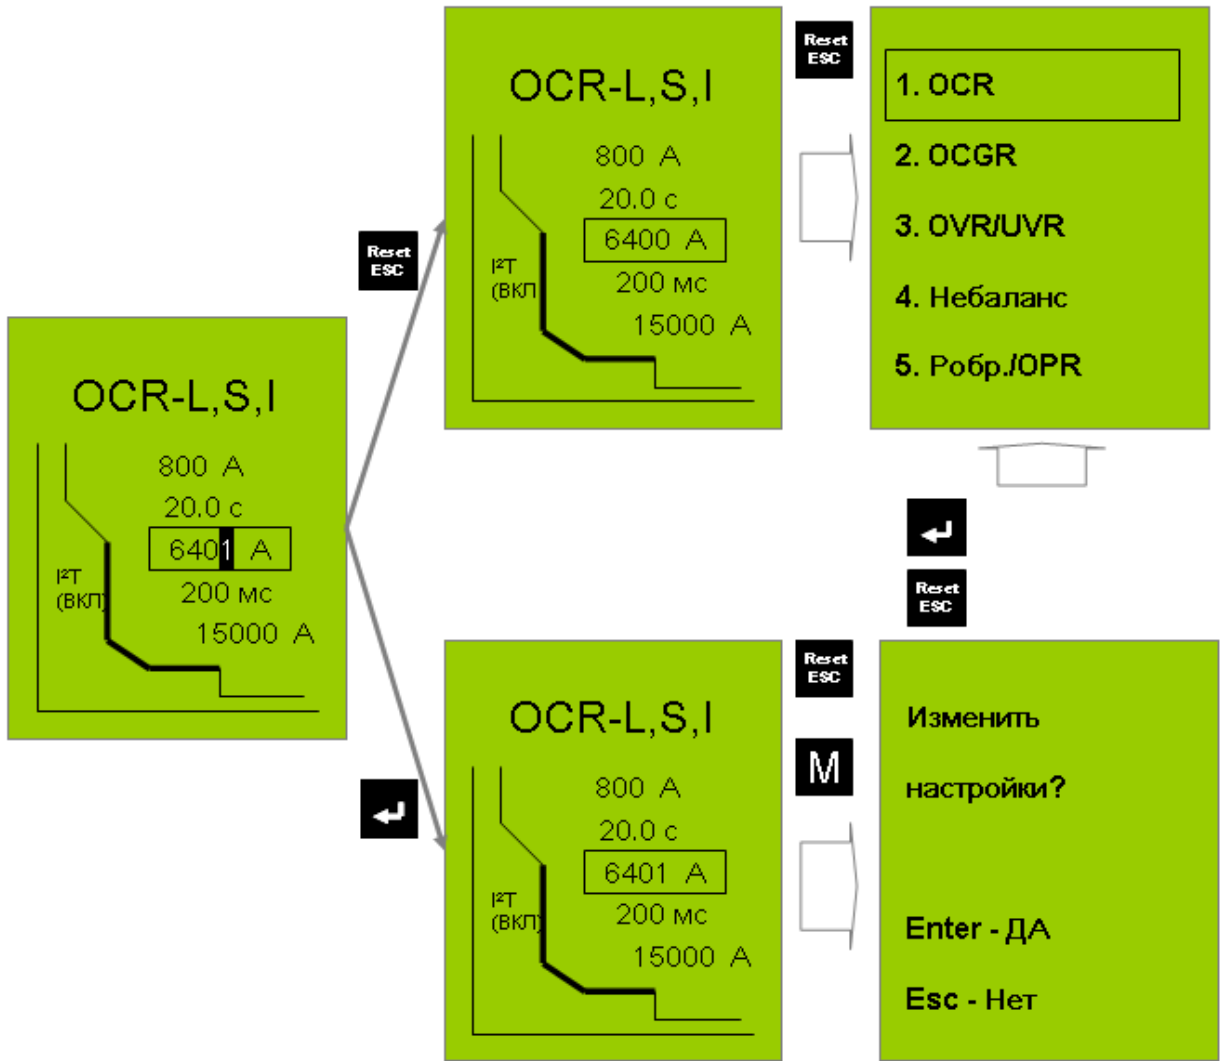 OCR-L,S,I
800 A
20.0 с
6401 A
I²T
(ВКЛ)
200 мс
15000 A
Reset
ESC
OCR-L,S,I
800 A
20.0 с
6400 A
I²T
(ВКЛ
200 мс
15000 A
Reset
ESC
1. OCR
2. OCGR
3. OVR/UVR
4. Небаланс
5. Робр./OPR
OCR-L,S,I
800 A
20.0 с
6401 A
I²T
(ВКЛ)
200 мс
15000 A
Reset
ESC
M
Reset
ESC
Изменить
настройки?
Enter - ДА
Esc - Нет